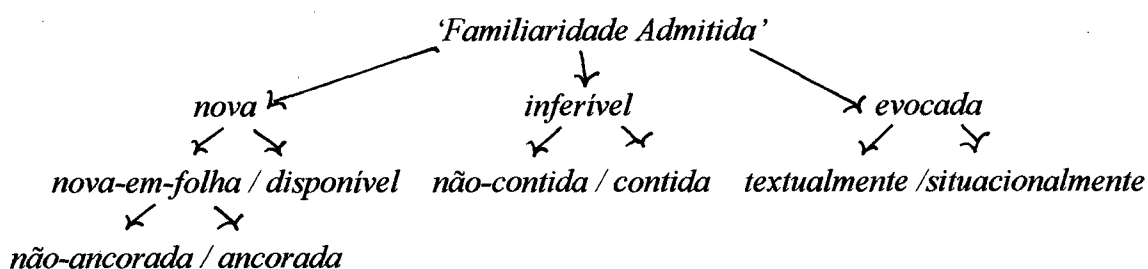 'Familiaridade Admitida'
nova inferível evocada
nova-em-folha / disponível não-contida / contida textualmente /situacionalmente
não-ancorada / ancorada